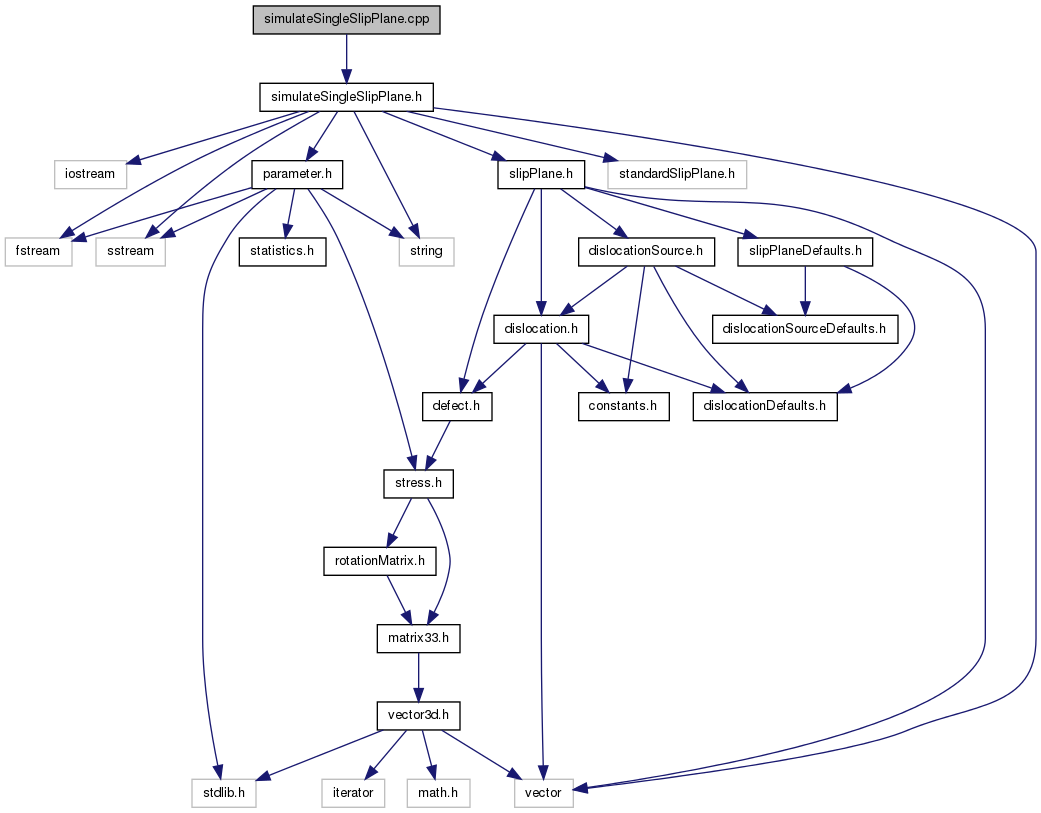 simulateSingleSlipPlane.cpp
simulateSingleSlipPlane.h
iostream
parameter.h
slipPlane.h
standardSlipPlane.h
fstream
sstream
statistics.h
string
dislocationSource.h
slipPlaneDefaults.h
dislocation.h
dislocationSourceDefaults.h
defect.h
constants.h
dislocationDefaults.h
stress.h
rotationMatrix.h
matrix33.h
vector3d.h
stdlib.h
iterator
math.h
vector